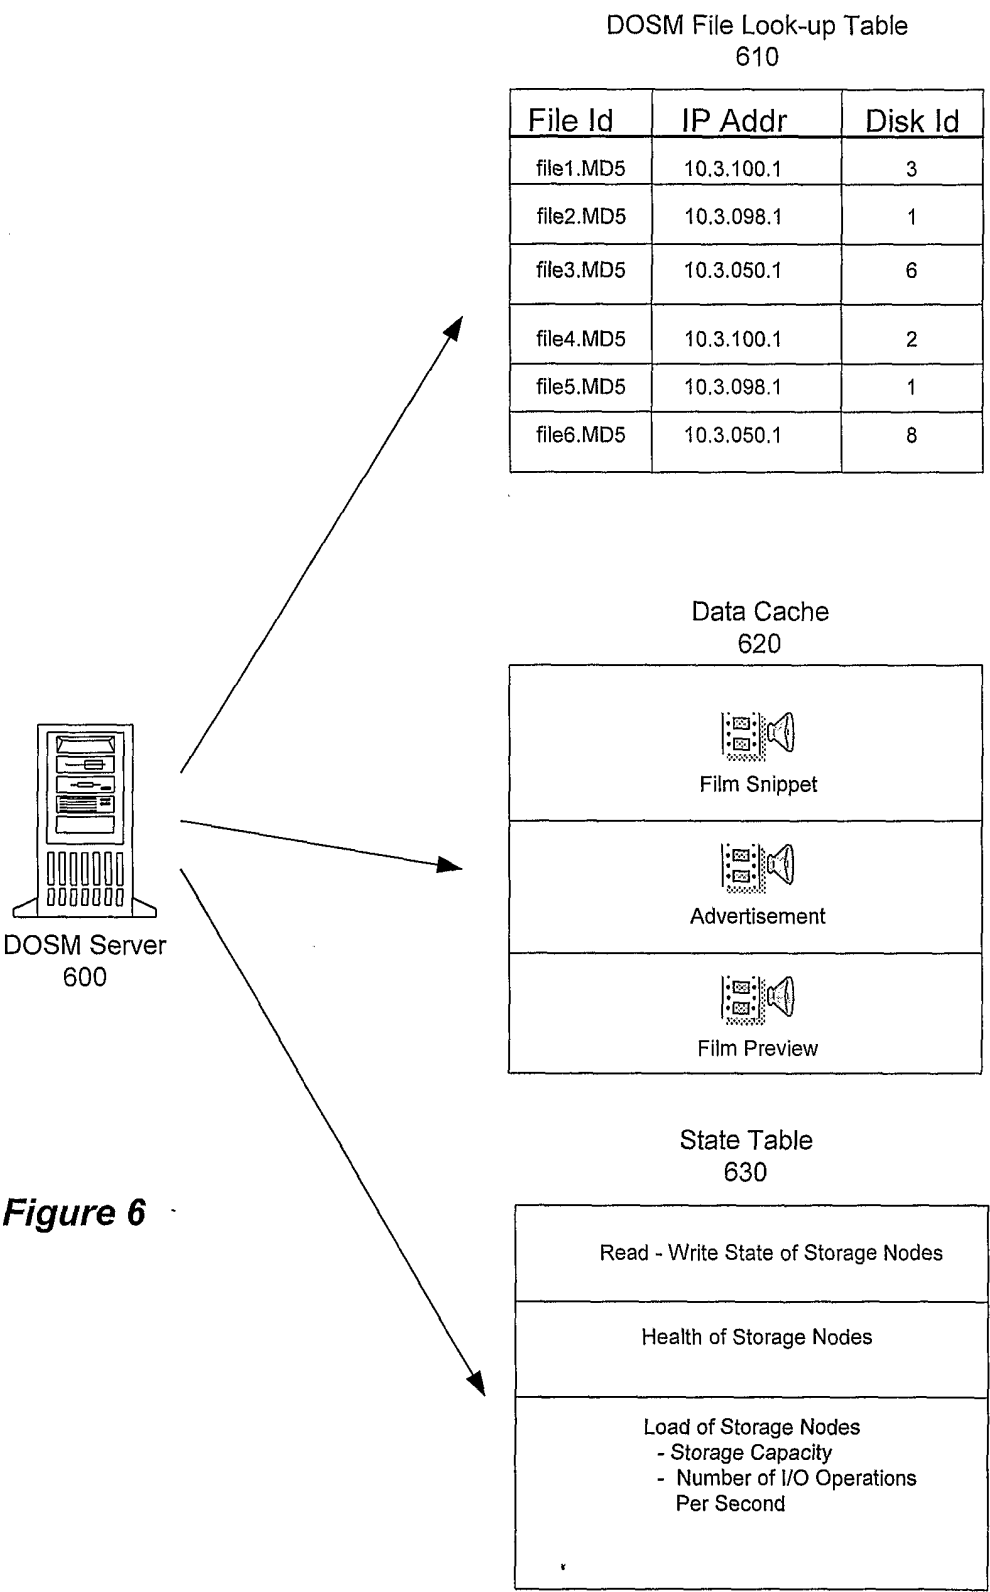 DOSM File Look-up Table
610
File Id IP Addr Disk Id
file1.MD5 10.3.100.1 3
file2.MD5 10.3.098.1 1
file3.MD5 10.3.050.1 6
file4.MD5 10.3.100.1 2
file5.MD5 10.3.098.1 1
file6.MD5 10.3.050.1 8
Data Cache
620
Film Snippet
Advertisement
Film Preview
DOSM Server
600
State Table
630
Read - Write State of Storage Nodes
Health of Storage Nodes
Load of Storage Nodes
- Storage Capacity
- Number of I/O Operations
Per Second
Figure 6